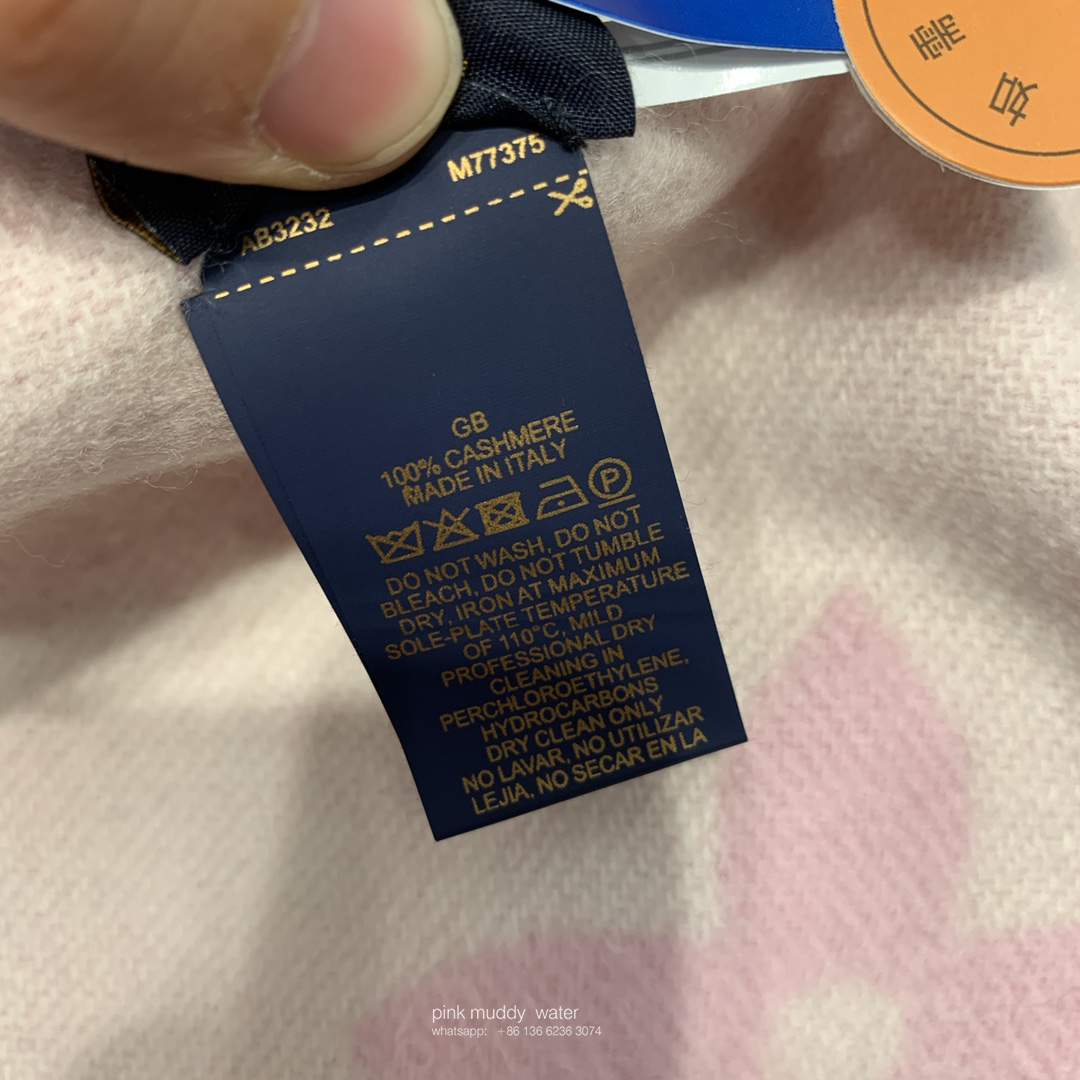 如
需
M77375
AB3232
GB
100% CASHMERE
MADE IN ITALY
P
DO NOT WASH, DO NOT
BLEACH, DO NOT TUMBLE
DRY, IRON AT MAXIMUM
SOLE-PLATE TEMPERATURE
OF 110°C, MILD
PROFESSIONAL DRY
CLEANING IN
PERCHLOROETHYLENE,
HYDROCARBONS
DRY CLEAN ONLY
NO LAVAR, NO UTILIZAR
LEJIA, NO SECAR EN LA
pink muddy water
whatsapp: +86 136 6236 3074